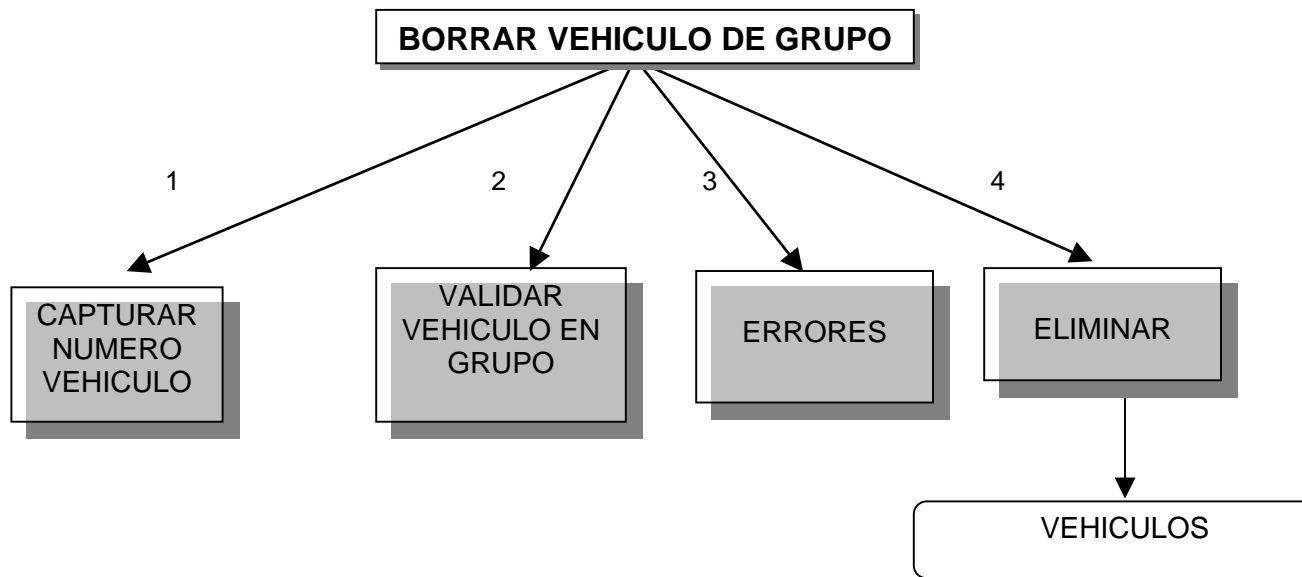 BORRAR VEHICULO DE GRUPO
1
2
3
4
CAPTURAR
NUMERO
VEHICULO
VALIDAR
VEHICULO EN
GRUPO
ERRORES
ELIMINAR
VEHICULOS